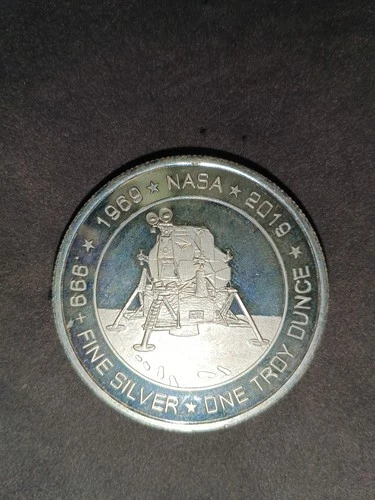 1969 ★ NASA ★ 2019 ★
.999+ FINE SILVER ★ ONE TROY OUNCE